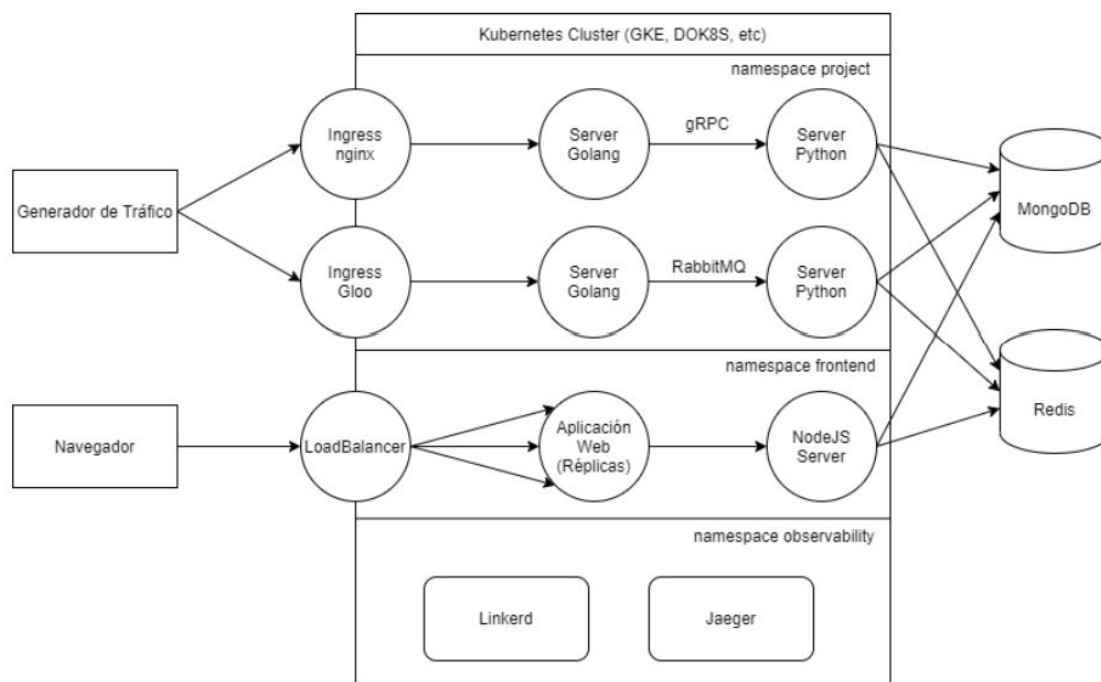 Kubernetes Cluster (GKE, DOK8S, etc)
namespace project
Ingress
nginx
Server
Golang
gRPC
Server
Python
Generador de Tráfico
MongoDB
Ingress
Gloo
Server
Golang
RabbitMQ
Server
Python
namespace frontend
Redis
Navegador
LoadBalancer
Aplicación
Web
(Réplicas)
NodeJS
Server
namespace observability
Linkerd
Jaeger